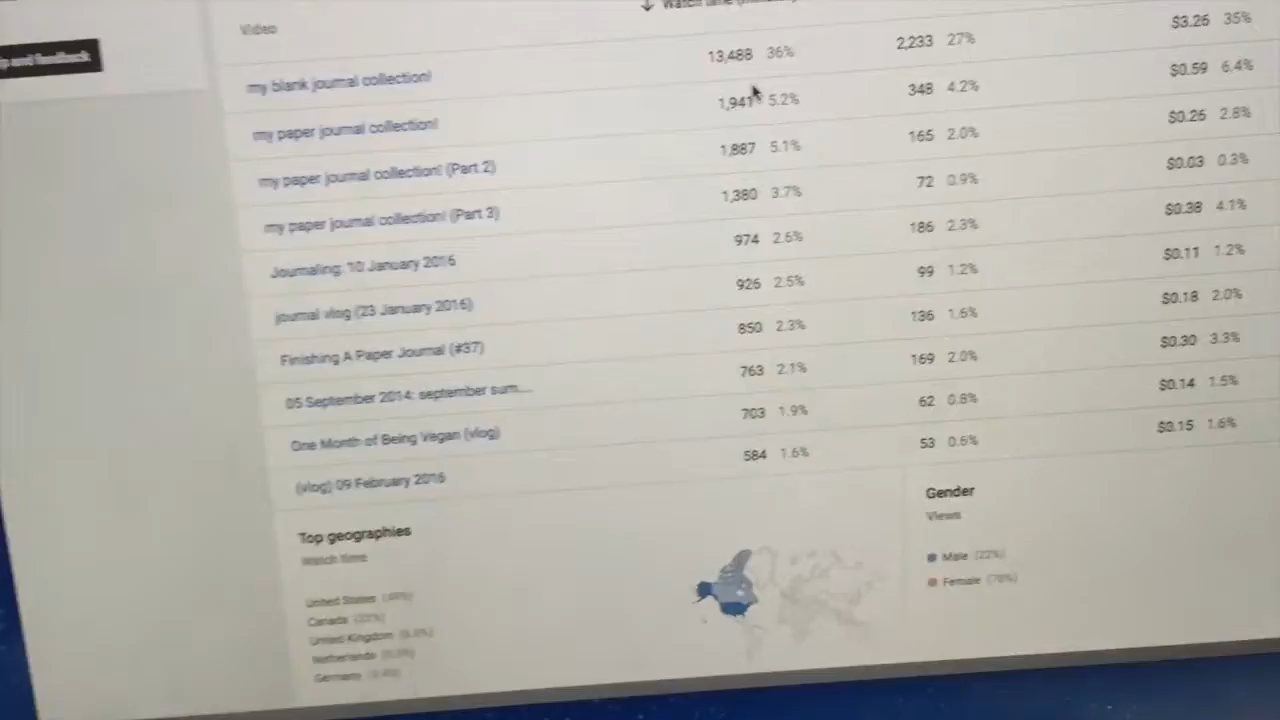 Video
Watch time
my blank journal collection! 13,488 36% 2,233 27% $3.26 35%
my paper journal collection! 1,941 5.2% 348 4.2% $0.59 6.4%
my paper journal collection! (Part 2) 1,887 5.1% 165 2.0% $0.26 2.8%
my paper journal collection! (Part 3) 1,380 3.7% 72 0.9% $0.03 0.3%
Journaling: 10 January 2016 974 2.6% 186 2.3% $0.38 4.1%
journal vlog (23 January 2016) 926 2.5% 99 1.2% $0.11 1.2%
Finishing A Paper Journal (#37) 850 2.3% 136 1.6% $0.18 2.0%
05 September 2014: september sum... 763 2.1% 169 2.0% $0.30 3.3%
One Month of Being Vegan (vlog) 703 1.9% 62 0.8% $0.14 1.5%
(vlog) 09 February 2016 584 1.6% 53 0.6% $0.15 1.6%
Top geographies
Watch time
United States
Canada
United Kingdom
Netherlands
Germany
Gender
Views
Male (22%)
Female (78%)
and feedback